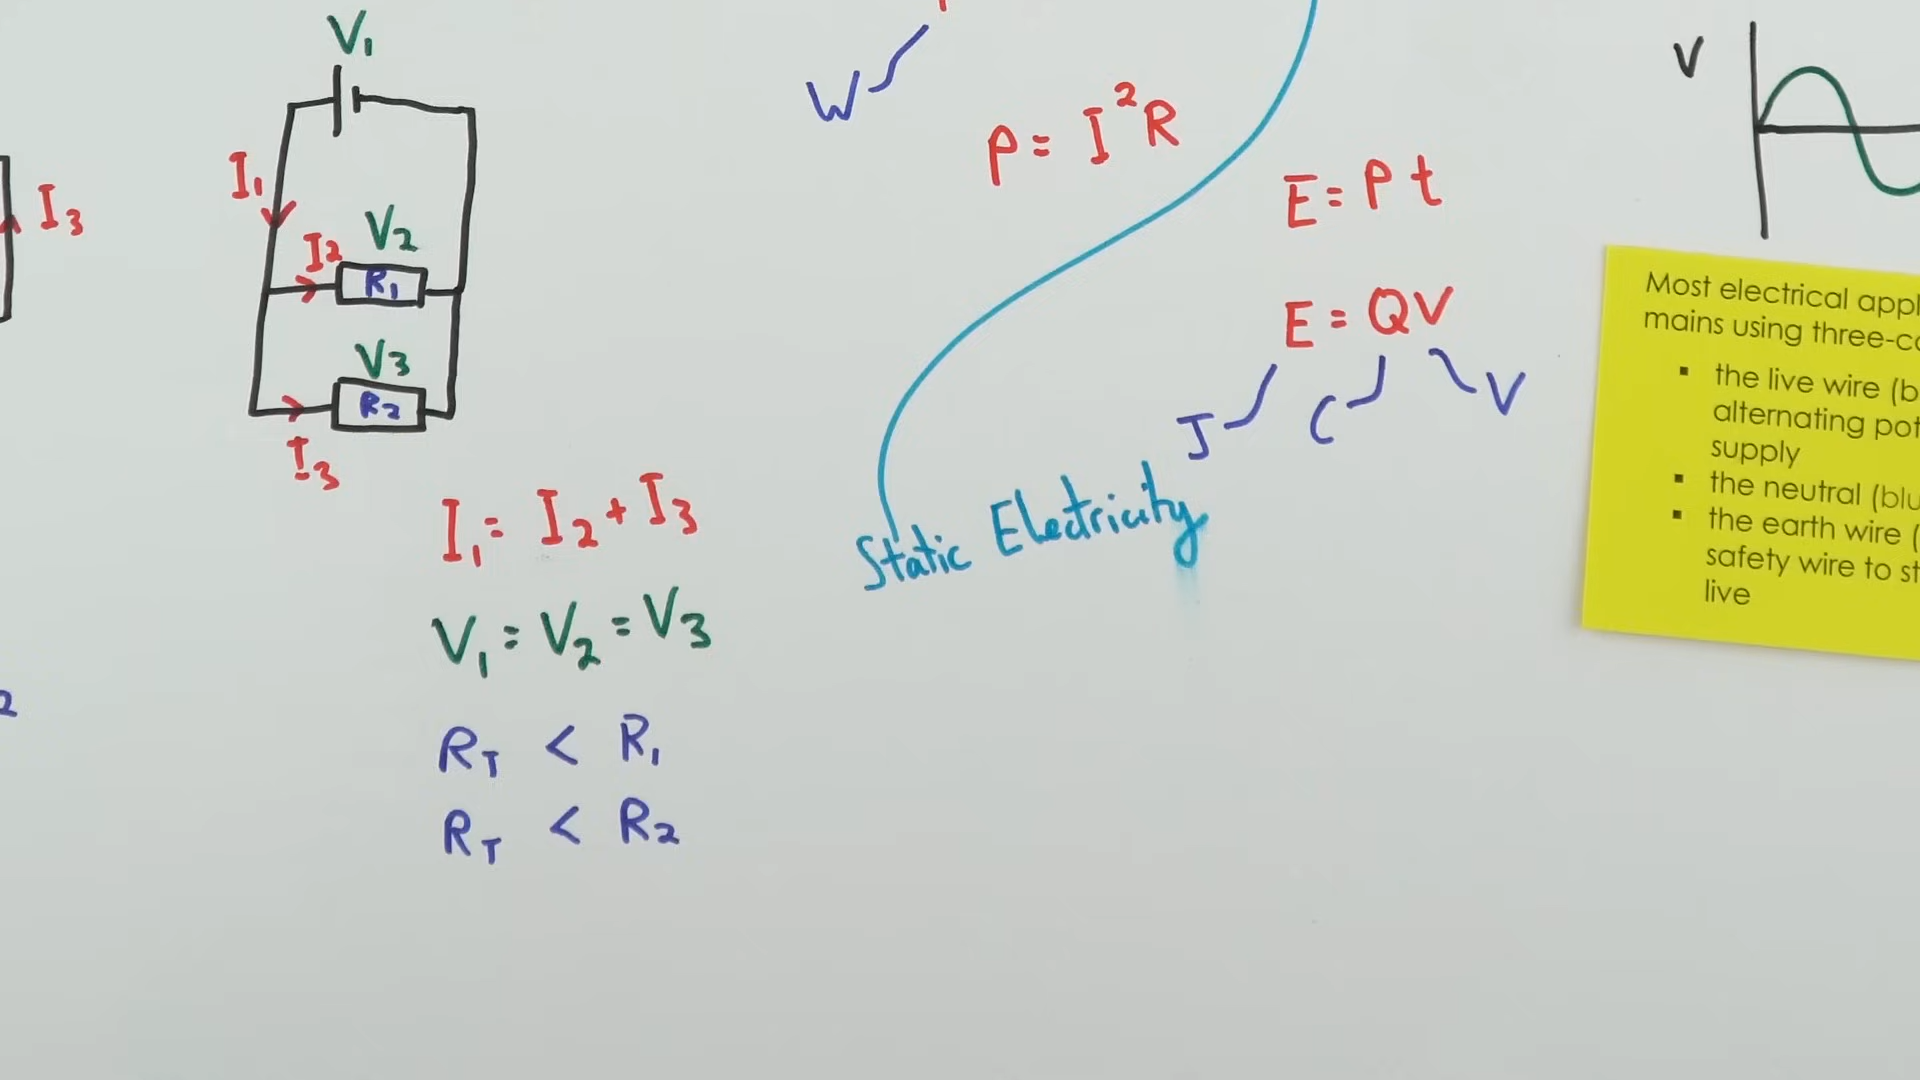 V₁
I₁
I₃
V₂
I₂
R₁
V₃
R₂
I₃
I₁ = I₂ + I₃
V₁ = V₂ = V₃
R_T < R₁
R_T < R₂
2
W
P = I²R
E = Pt
E = QV
J C V
Static Electricity
V
Most electrical appl
mains using three-co
▪ the live wire (b
alternating pot
supply
▪ the neutral (blu
▪ the earth wire (
safety wire to st
live